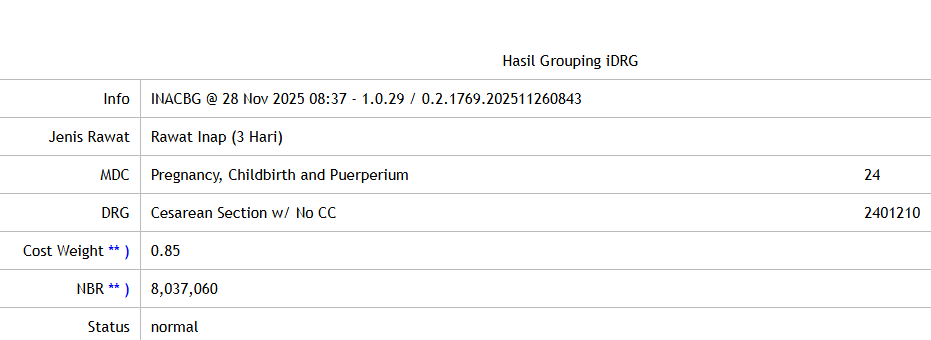 Hasil Grouping iDRG
Info INACBG @ 28 Nov 2025 08:37 - 1.0.29 / 0.2.1769.202511260843
Jenis Rawat Rawat Inap (3 Hari)
MDC Pregnancy, Childbirth and Puerperium 24
DRG Cesarean Section w/ No CC 2401210
Cost Weight ** ) 0.85
NBR ** ) 8,037,060
Status normal